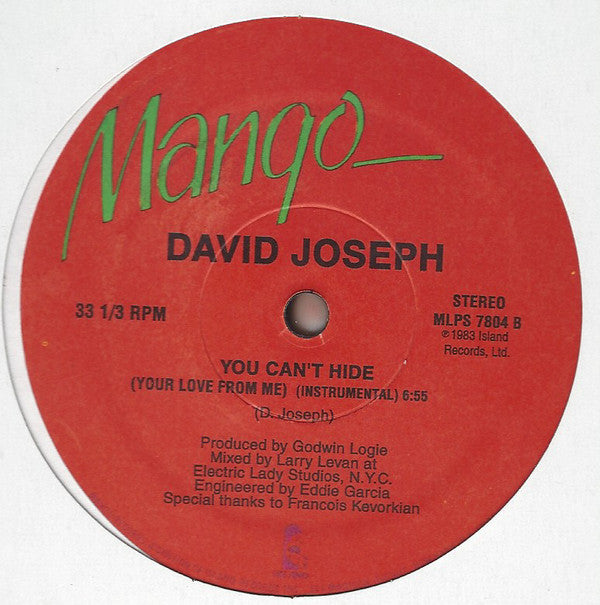 Mango
DAVID JOSEPH
33 1/3 RPM
STEREO
MLPS 7804 B
℗ 1983 Island
Records, Ltd.
YOU CAN'T HIDE
(YOUR LOVE FROM ME) (INSTRUMENTAL) 6:55
(D. Joseph)
Produced by Godwin Logie
Mixed by Larry Levan at
Electric Lady Studios, N.Y.C.
Engineered by Eddie Garcia
Special thanks to Francois Kevorkian